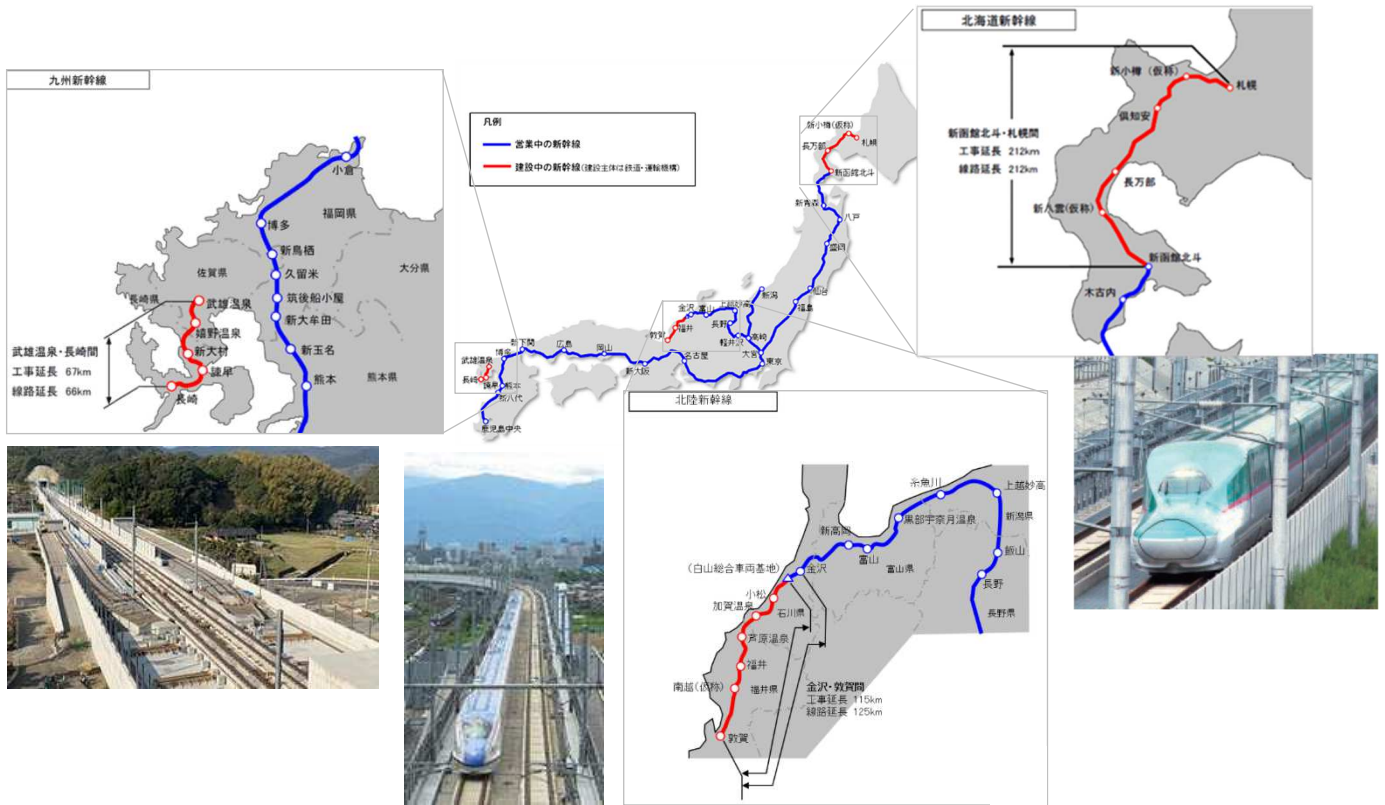 九州新幹線
小倉
福岡県
博多
新鳥栖
佐賀県
久留米
大分県
長崎県
武雄温泉
筑後船小屋
嬉野温泉
新大牟田
新大村
新玉名
諫早
熊本
熊本県
長崎
武雄温泉・長崎間
工事延長 67km
線路延長 66km
凡例
営業中の新幹線
建設中の新幹線(建設主体は鉄道・運輸機構)
新小樽(仮称)
札幌
長万部
新函館北斗
新青森
八戸
盛岡
仙台
福島
新潟
上越妙高
金沢
富山
長野
福井
高崎
軽井沢
敦賀
大宮
東京
名古屋
新大阪
岡山
広島
新下関
博多
武雄温泉
長崎
諫早
熊本
新八代
鹿児島中央
北海道新幹線
新小樽(仮称)
札幌
倶知安
新函館北斗・札幌間
工事延長 212km
線路延長 212km
長万部
新八雲(仮称)
新函館北斗
木古内
北陸新幹線
糸魚川
上越妙高
新潟県
黒部宇奈月温泉
新高岡
富山
富山県
飯山
長野
長野県
(白山総合車両基地)
金沢
小松
加賀温泉
石川県
芦原温泉
福井
南越(仮称)
福井県
敦賀
金沢・敦賀間
工事延長 115km
線路延長 125km